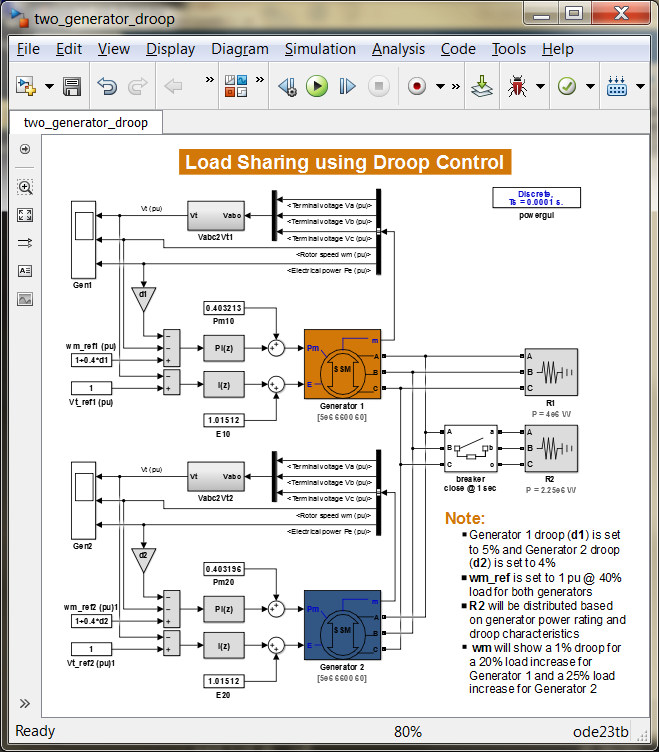 two_generator_droop
File Edit View Display Diagram Simulation Analysis Code Tools Help
two_generator_droop
Load Sharing using Droop Control
Discrete,
Ts = 0.0001 s.
powergui
Vt (pu)
Vt Vabc
Vabc2Vt1
<Terminal voltage Va (pu)>
<Terminal voltage Vb (pu)>
<Terminal voltage Vc (pu)>
<Rotor speed wm (pu)>
<Electrical power Pe (pu)>
Gen1
d1
0.403213
Pm10
wm_ref1 (pu)
1+0.4*d1
PI(z)
1
Vt_ref1 (pu)
I(z)
1.01512
E10
Pm
E
SSM
m
A
B
C
Generator 1
[5e6 6600 60]
A
B
C
R1
P = 4e6 W
A a
B b
C c
breaker
close @ 1 sec
A
B
C
R2
P = 2.25e6 W
Vt (pu)
Vt Vabc
Vabc2Vt2
<Terminal voltage Va (pu)>
<Terminal voltage Vb (pu)>
<Terminal voltage Vc (pu)>
<Rotor speed wm (pu)>
<Electrical power Pe (pu)>
Gen2
d2
0.403196
Pm20
wm_ref2 (pu)1
1+0.4*d2
PI(z)
1
Vt_ref2 (pu)1
I(z)
1.01512
E20
Pm
E
SSM
m
A
B
C
Generator 2
[5e6 6600 60]
Note:
▪ Generator 1 droop (d1) is set
to 5% and Generator 2 droop
(d2) is set to 4%
▪ wm_ref is set to 1 pu @ 40%
load for both generators
▪ R2 will be distributed based
on generator power rating and
droop characteristics
▪ wm will show a 1% droop for
a 20% load increase for
Generator 1 and a 25% load
increase for Generator 2
Ready 80% ode23tb